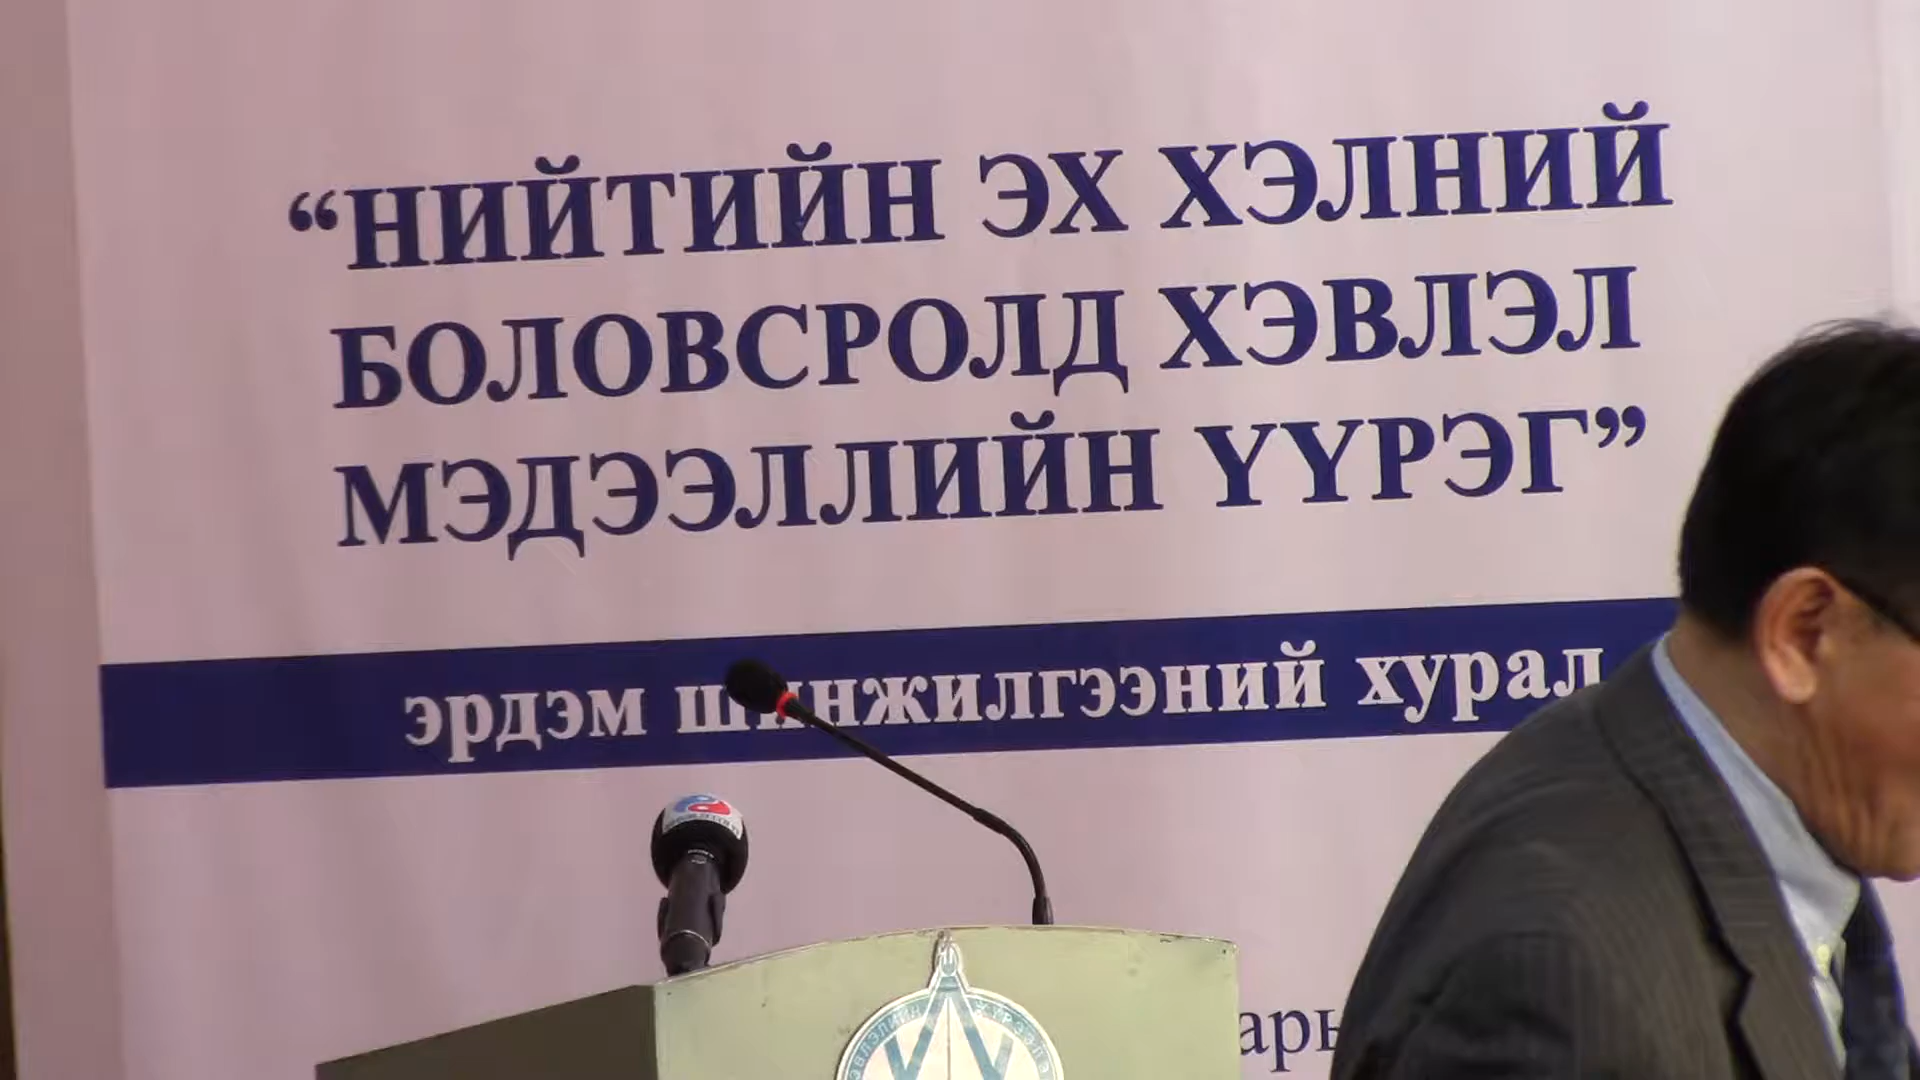 “НИЙТИЙН ЭХ ХЭЛНИЙ
БОЛОВСРОЛД ХЭВЛЭЛ
МЭДЭЭЛЛИЙН ҮҮРЭГ”
эрдэм шинжилгээний хурал